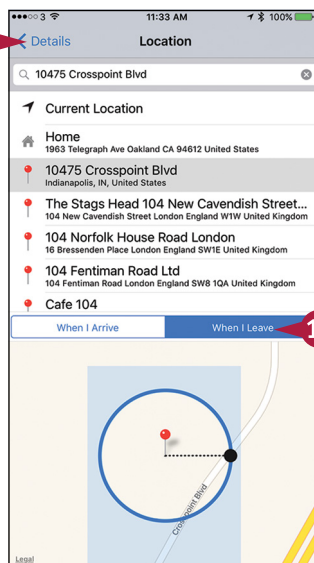 3 11:33 AM 100%
Details Location
10475 Crosspoint Blvd
Current Location
Home
1963 Telegraph Ave Oakland CA 94612 United States
10475 Crosspoint Blvd
Indianapolis, IN, United States
The Stags Head 104 New Cavendish Street...
104 New Cavendish Street London England W1W United Kingdom
104 Norfolk House Road London
16 Bressenden Place London England SW1E United Kingdom
104 Fentiman Road Ltd
104 Fentiman Road London England SW8 1QA United Kingdom
Cafe 104
When I Arrive When I Leave
Crosspoint Blvd
Legal